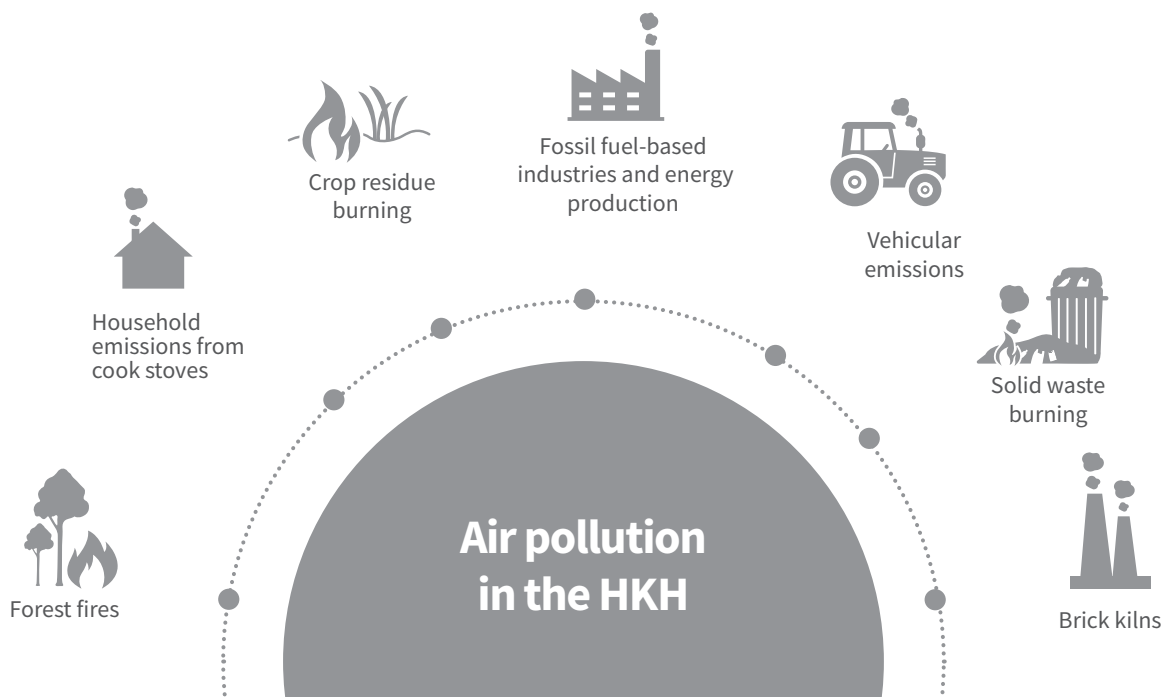 Fossil fuel-based
industries and energy
production
Crop residue
burning
Vehicular
emissions
Household
emissions from
cook stoves
Solid waste
burning
Air pollution
in the HKH
Forest fires
Brick kilns